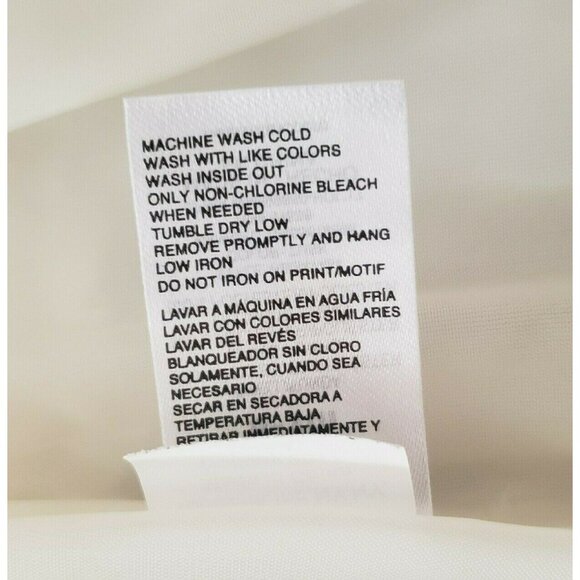 MACHINE WASH COLD
WASH WITH LIKE COLORS
WASH INSIDE OUT
ONLY NON-CHLORINE BLEACH
WHEN NEEDED
TUMBLE DRY LOW
REMOVE PROMPTLY AND HANG
LOW IRON
DO NOT IRON ON PRINT/MOTIF
LAVAR A MÁQUINA EN AGUA FRÍA
LAVAR CON COLORES SIMILARES
LAVAR DEL REVÉS
BLANQUEADOR SIN CLORO
SOLAMENTE, CUANDO SEA
NECESARIO
SECAR EN SECADORA A
TEMPERATURA BAJA
RETIRAR INMEDIATAMENTE Y